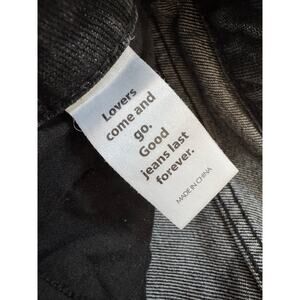 Lovers
come and
go.
Good
jeans last
forever.
MADE IN CHINA